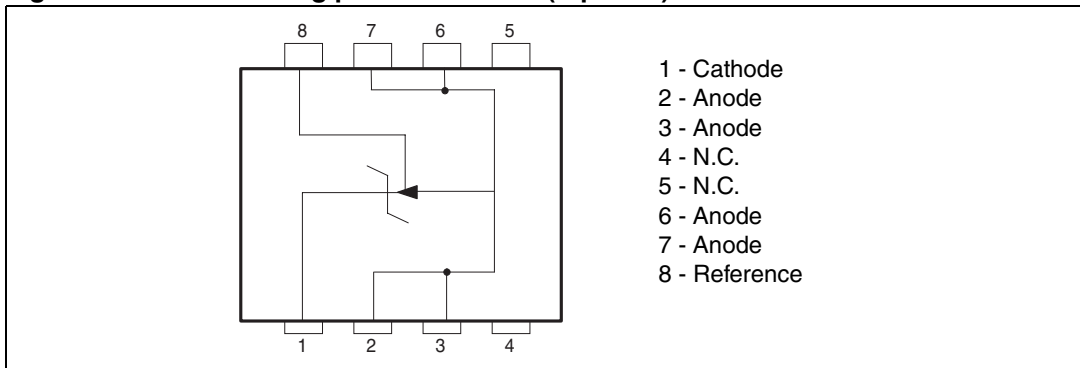 8 7 6 5
1 - Cathode
2 - Anode
3 - Anode
4 - N.C.
5 - N.C.
6 - Anode
7 - Anode
8 - Reference
1 2 3 4